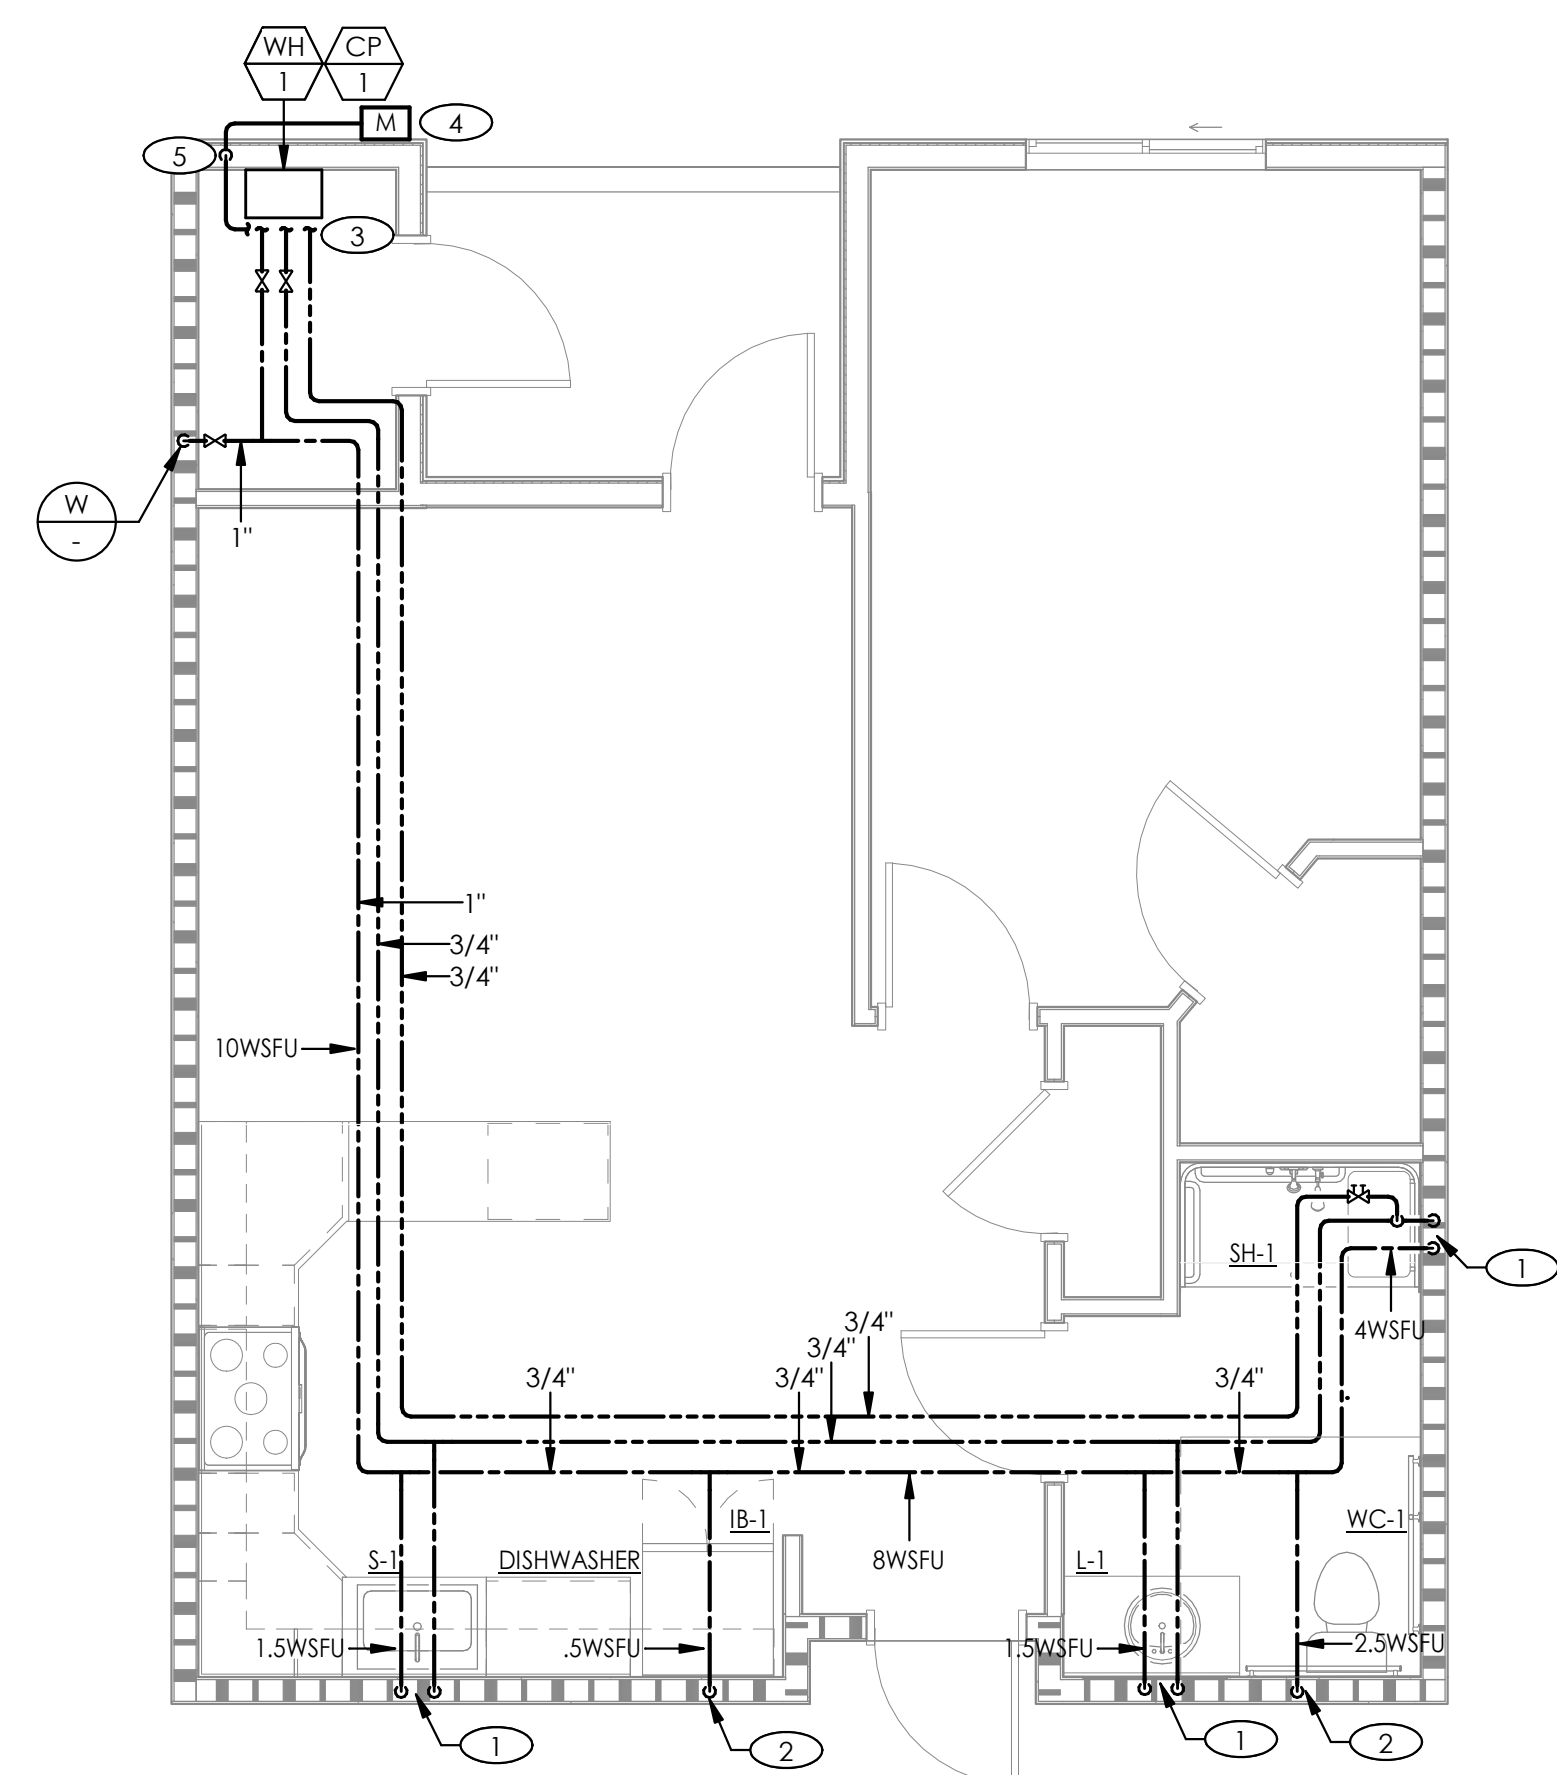 WH
1
CP
1
M
4
5
3
W
-
1"
1"
3/4"
3/4"
10WSFU
SH-1
1
4WSFU
3/4"
3/4"
3/4"
3/4"
3/4"
IB-1
WC-1
S-1
DISHWASHER
8WSFU
L-1
1.5WSFU
.5WSFU
1.5WSFU
2.5WSFU
1
2
1
2